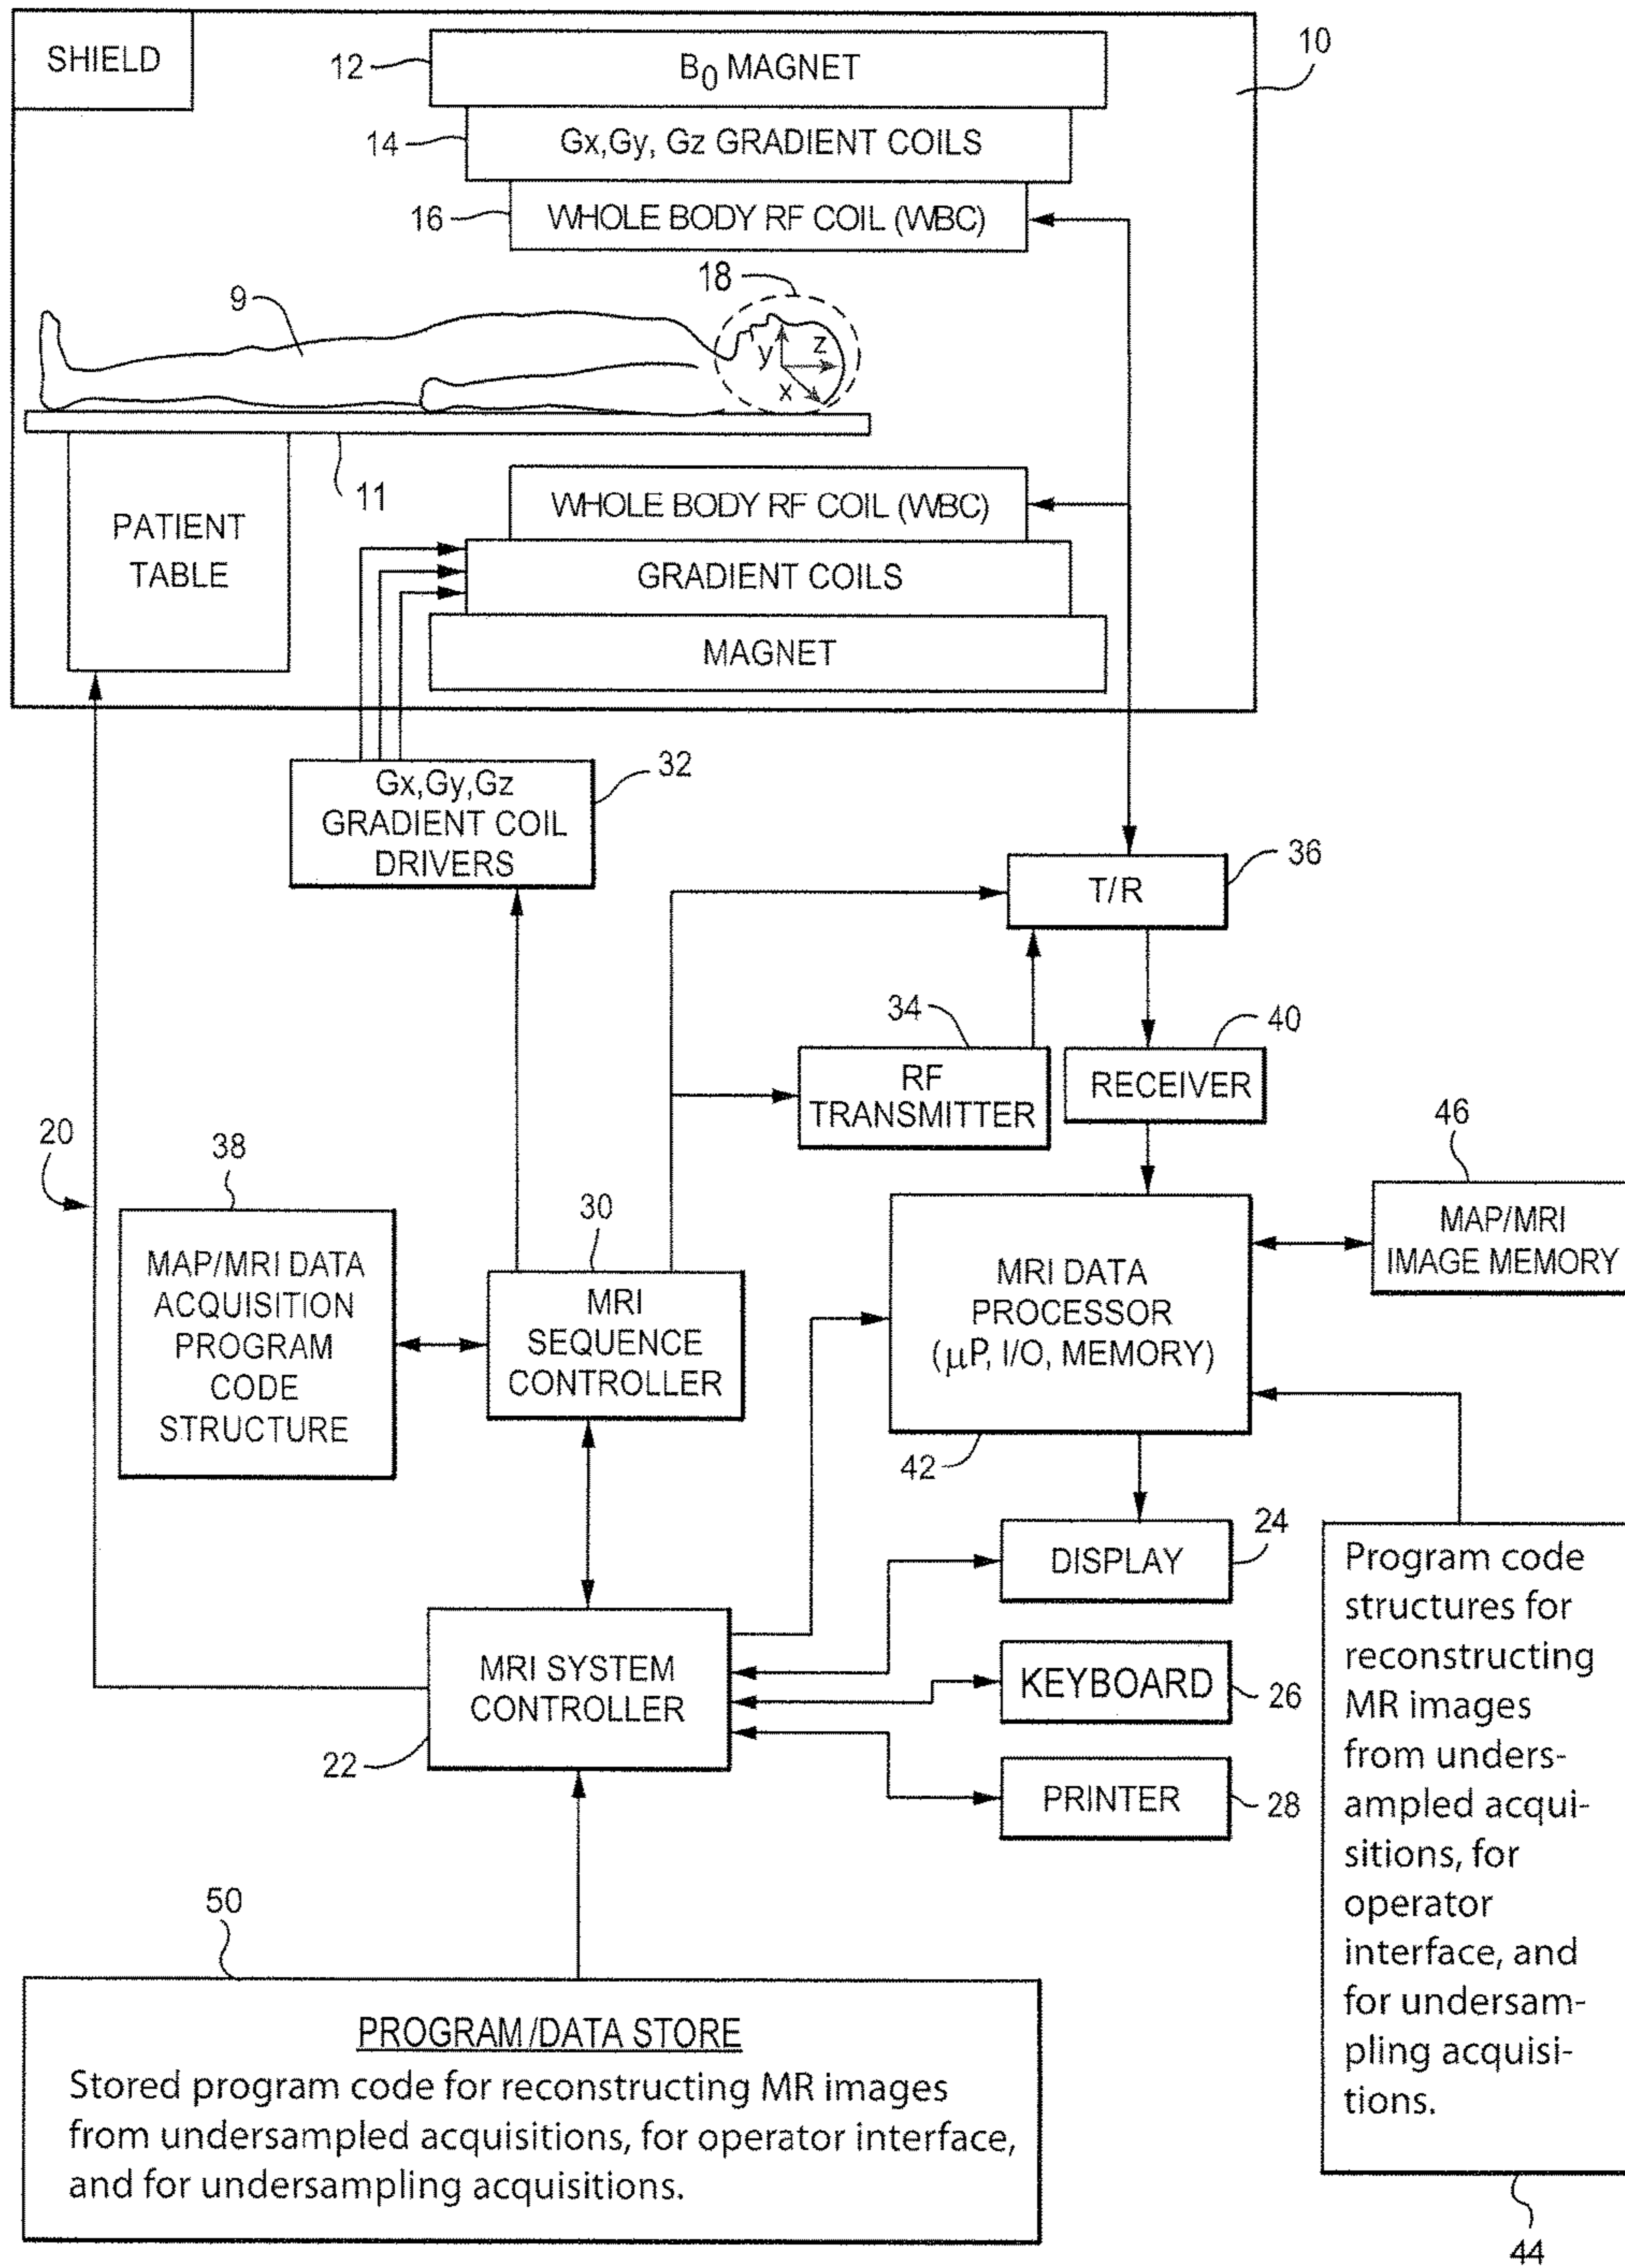 SHIELD
10
12
B0 MAGNET
14
Gx,Gy, Gz GRADIENT COILS
16
WHOLE BODY RF COIL (WBC)
18
9
y
z
x
11
PATIENT
TABLE
WHOLE BODY RF COIL (WBC)
GRADIENT COILS
MAGNET
Gx,Gy,Gz
GRADIENT COIL
DRIVERS
32
T/R
36
34
RF
TRANSMITTER
40
RECEIVER
20
38
MAP/MRI DATA
ACQUISITION
PROGRAM
CODE
STRUCTURE
30
MRI
SEQUENCE
CONTROLLER
MRI DATA
PROCESSOR
(μP, I/O, MEMORY)
42
46
MAP/MRI
IMAGE MEMORY
DISPLAY
24
KEYBOARD
26
PRINTER
28
MRI SYSTEM
CONTROLLER
22
Program code
structures for
reconstructing
MR images
from unders-
ampled acqui-
sitions, for
operator
interface, and
for undersam-
pling acquisi-
tions.
44
50
PROGRAM/DATA STORE
Stored program code for reconstructing MR images
from undersampled acquisitions, for operator interface,
and for undersampling acquisitions.